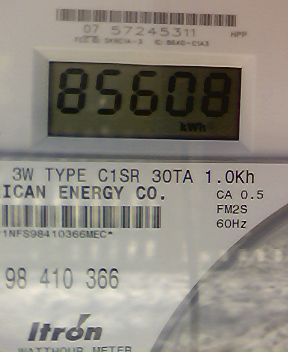 07 57245311 HPP
85608
kWh
3W TYPE C1SR 30TA 1.0Kh
ICAN ENERGY CO.
CA 0.5
FM2S
60Hz
*1NFS98410366MEC*
98 410 366
Itron
WATTHOUR METER